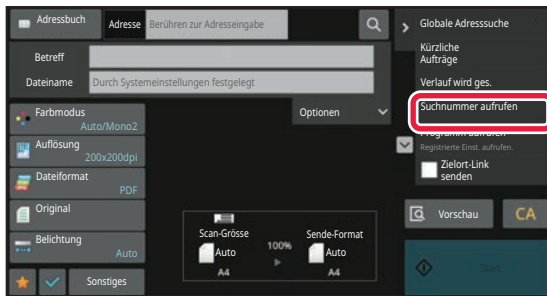 Adressbuch
Adresse
Berühren zur Adresseingabe
Betreff
Dateiname
Durch Systemeinstellungen festgelegt
Optionen
Farbmodus
Auto/Mono2
Auflösung
200x200dpi
Dateiformat
PDF
Original
Belichtung
Auto
Sonstiges
Scan-Grösse
Auto
A4
100%
Sende-Format
Auto
A4
Globale Adresssuche
Kürzliche
Aufträge
Verlauf wird ges.
Suchnummer aufrufen
Programm aufrufen
Registrierte Einst. aufrufen.
Zielort-Link
senden
Vorschau
CA
Start